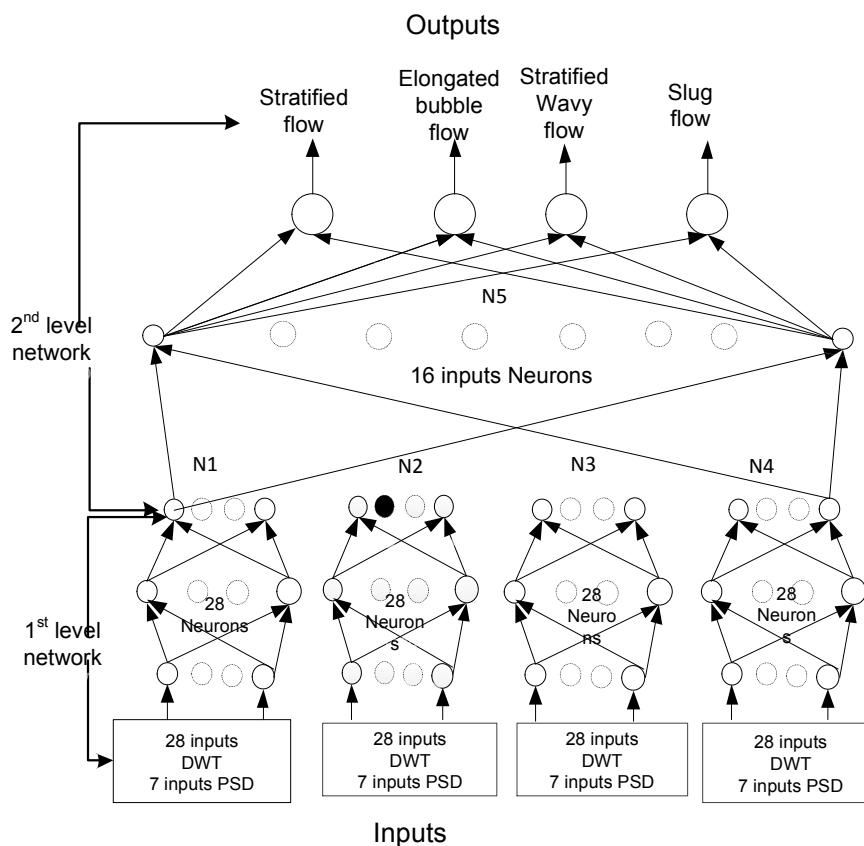 Outputs
Stratified
flow
Elongated
bubble
flow
Stratified
Wavy
flow
Slug
flow
N5
2nd level
network
16 inputs Neurons
N1
N2
N3
N4
1st level
network
28
Neurons
28
Neuron
s
28
Neuro
ns
28
Neuron
s
28 inputs
DWT
7 inputs PSD
28 inputs
DWT
7 inputs PSD
28 inputs
DWT
7 inputs PSD
28 inputs
DWT
7 inputs PSD
Inputs